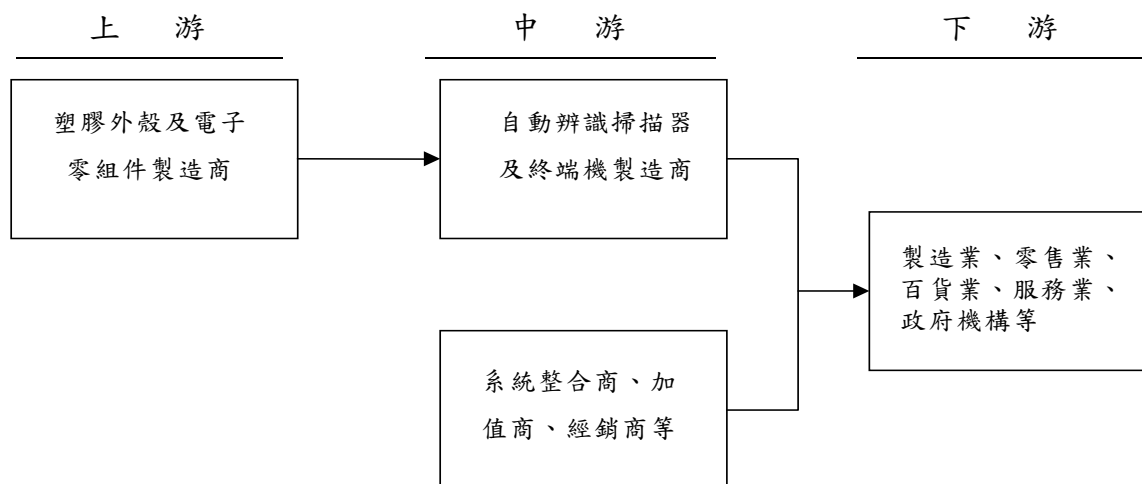 上 游
中 游
下 游
塑膠外殼及電子
零組件製造商
自動辨識掃描器
及終端機製造商
製造業、零售業、
百貨業、服務業、
政府機構等
系統整合商、加
值商、經銷商等